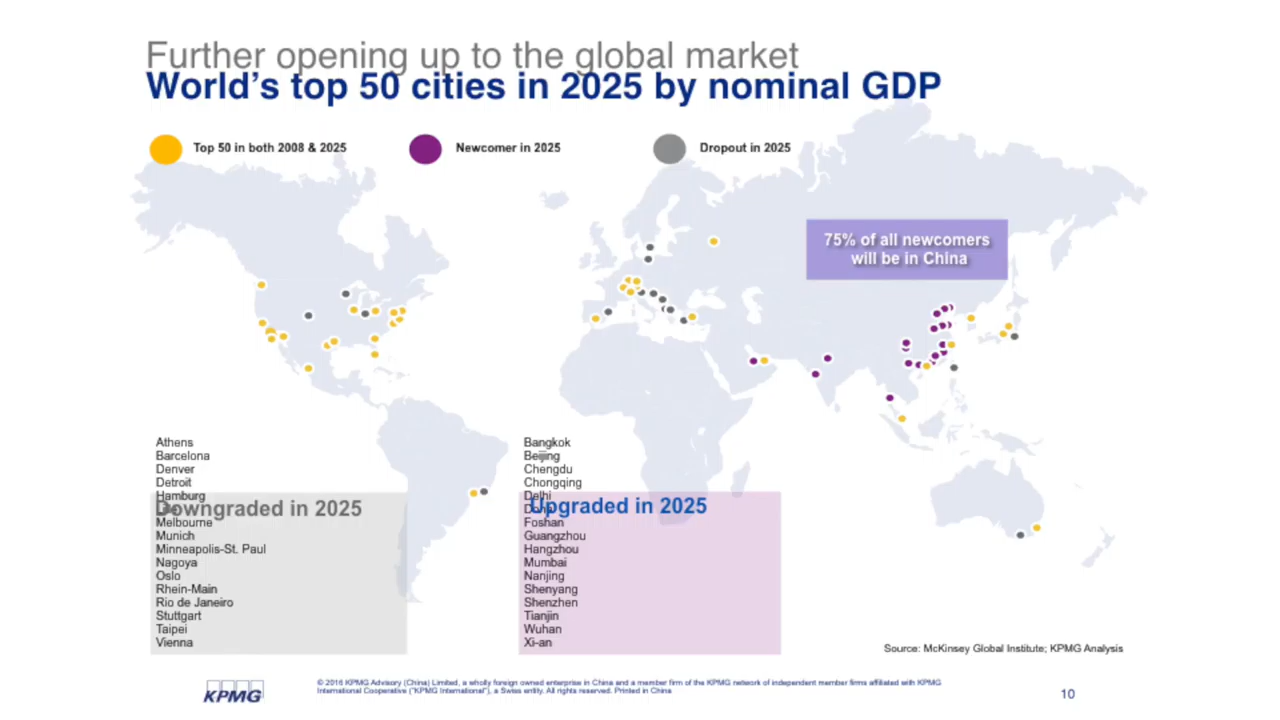 Further opening up to the global market
World's top 50 cities in 2025 by nominal GDP
Top 50 in both 2008 & 2025
Newcomer in 2025
Dropout in 2025
75% of all newcomers
will be in China
Downgraded in 2025
Athens
Barcelona
Denver
Detroit
Hamburg
Melbourne
Munich
Minneapolis-St. Paul
Nagoya
Oslo
Rhein-Main
Rio de Janeiro
Stuttgart
Taipei
Vienna
Upgraded in 2025
Bangkok
Beijing
Chengdu
Chongqing
Delhi
Doha
Foshan
Guangzhou
Hangzhou
Mumbai
Nanjing
Shenyang
Shenzhen
Tianjin
Wuhan
Xi-an
Source: McKinsey Global Institute; KPMG Analysis
KPMG
© 2016 KPMG Advisory (China) Limited, a wholly foreign owned enterprise in China and a member firm of the KPMG network of independent member firms affiliated with KPMG
International Cooperative ("KPMG International"), a Swiss entity. All rights reserved. Printed in China
10